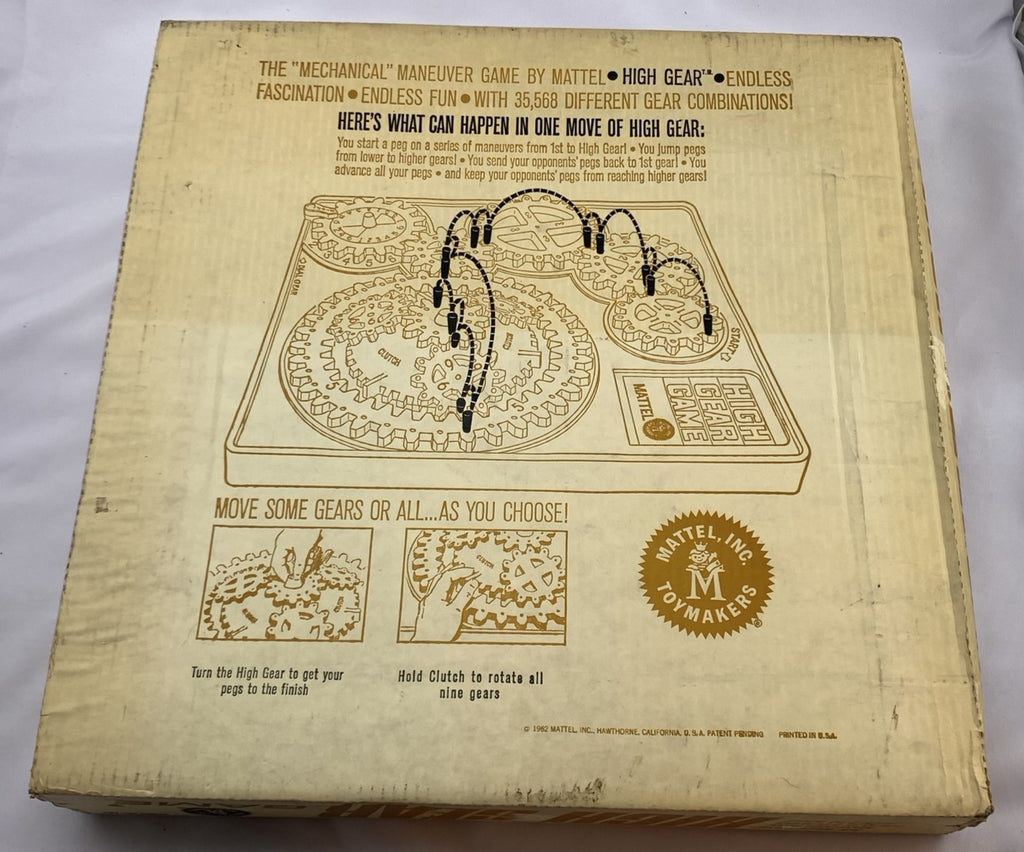 THE "MECHANICAL" MANEUVER GAME BY MATTEL • HIGH GEAR™ • ENDLESS
FASCINATION • ENDLESS FUN • WITH 35,568 DIFFERENT GEAR COMBINATIONS!
HERE'S WHAT CAN HAPPEN IN ONE MOVE OF HIGH GEAR:
You start a peg on a series of maneuvers from 1st to High Gear! • You jump pegs
from lower to higher gears! • You send your opponents' pegs back to 1st gear! • You
advance all your pegs • and keep your opponents' pegs from reaching higher gears!
DIAL GEAR
START
CLUTCH
CLUTCH
HIGH
GEAR
GAME
MATTEL
MOVE SOME GEARS OR ALL...AS YOU CHOOSE!
CLUTCH
MATTEL, INC.
M
TOYMAKERS
®
Turn the High Gear to get your
pegs to the finish
Hold Clutch to rotate all
nine gears
© 1962 MATTEL, INC., HAWTHORNE, CALIFORNIA, U.S.A. PATENT PENDING PRINTED IN U.S.A.